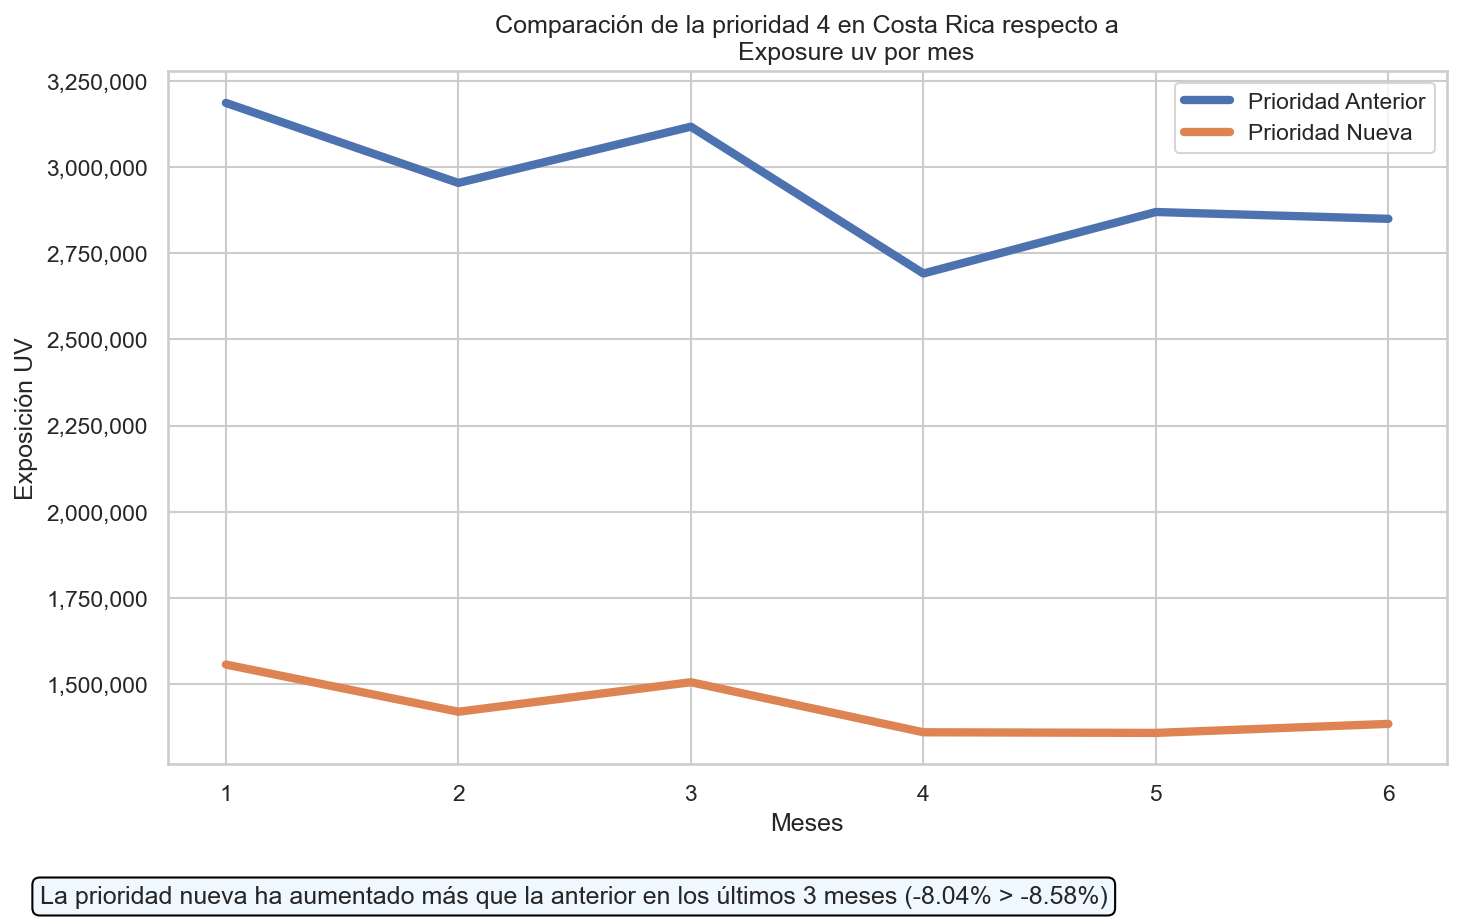 Comparación de la prioridad 4 en Costa Rica respecto a
Exposure uv por mes
3,250,000
3,000,000
2,750,000
2,500,000
2,250,000
2,000,000
1,750,000
1,500,000
Exposición UV
Prioridad Anterior
Prioridad Nueva
1 2 3 4 5 6
Meses
La prioridad nueva ha aumentado más que la anterior en los últimos 3 meses (-8.04% > -8.58%)